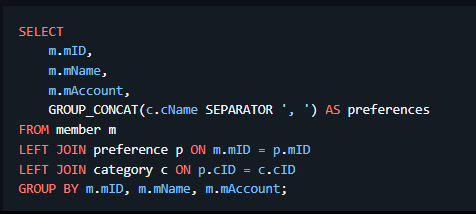 SELECT
    m.mID,
    m.mName,
    m.mAccount,
    GROUP_CONCAT(c.cName SEPARATOR ', ') AS preferences
FROM member m
LEFT JOIN preference p ON m.mID = p.mID
LEFT JOIN category c ON p.cID = c.cID
GROUP BY m.mID, m.mName, m.mAccount;